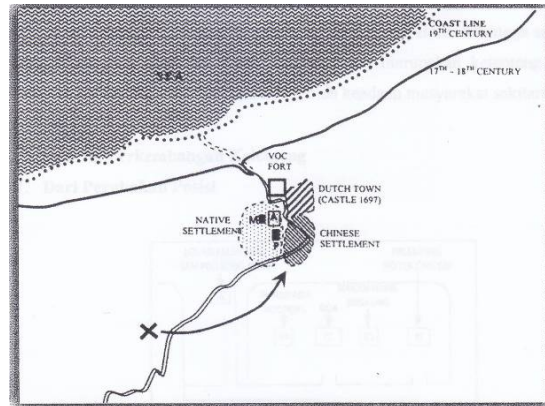 COAST LINE
19TH CENTURY
17TH - 18TH CENTURY
SEA
VOC
FORT
DUTCH TOWN
(CASTLE 1697)
NATIVE
SETTLEMENT
M
A
P
CHINESE
SETTLEMENT
X